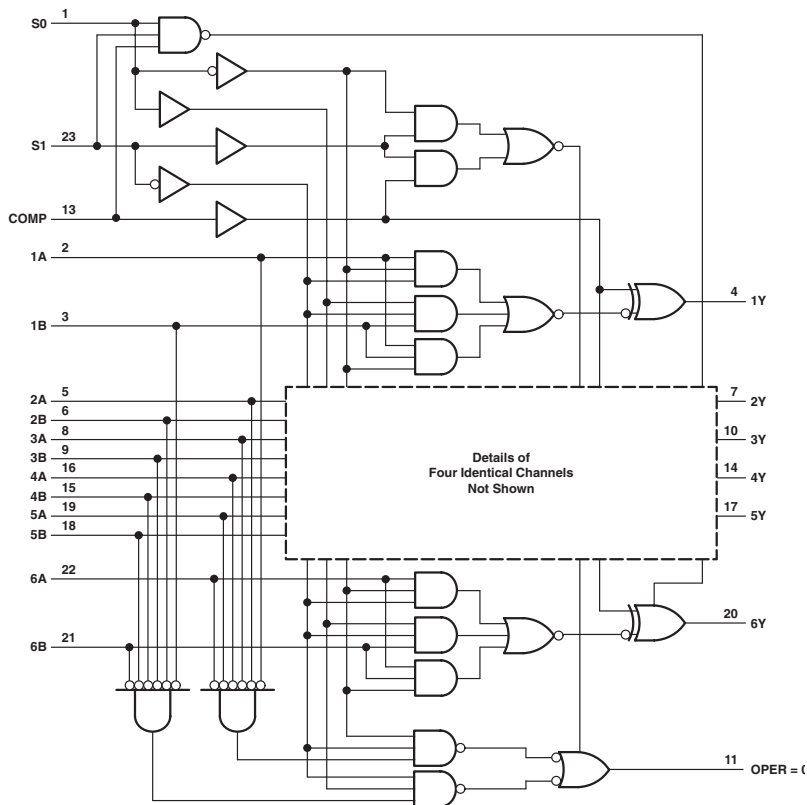 S0 1
S1 23
COMP 13
1A 2
1B 3
4 1Y
2A 5
2B 6
3A 8
3B 9
4A 16
4B 15
5A 19
5B 18
Details of
Four Identical Channels
Not Shown
7 2Y
10 3Y
14 4Y
17 5Y
6A 22
6B 21
20 6Y
11 OPER = 0